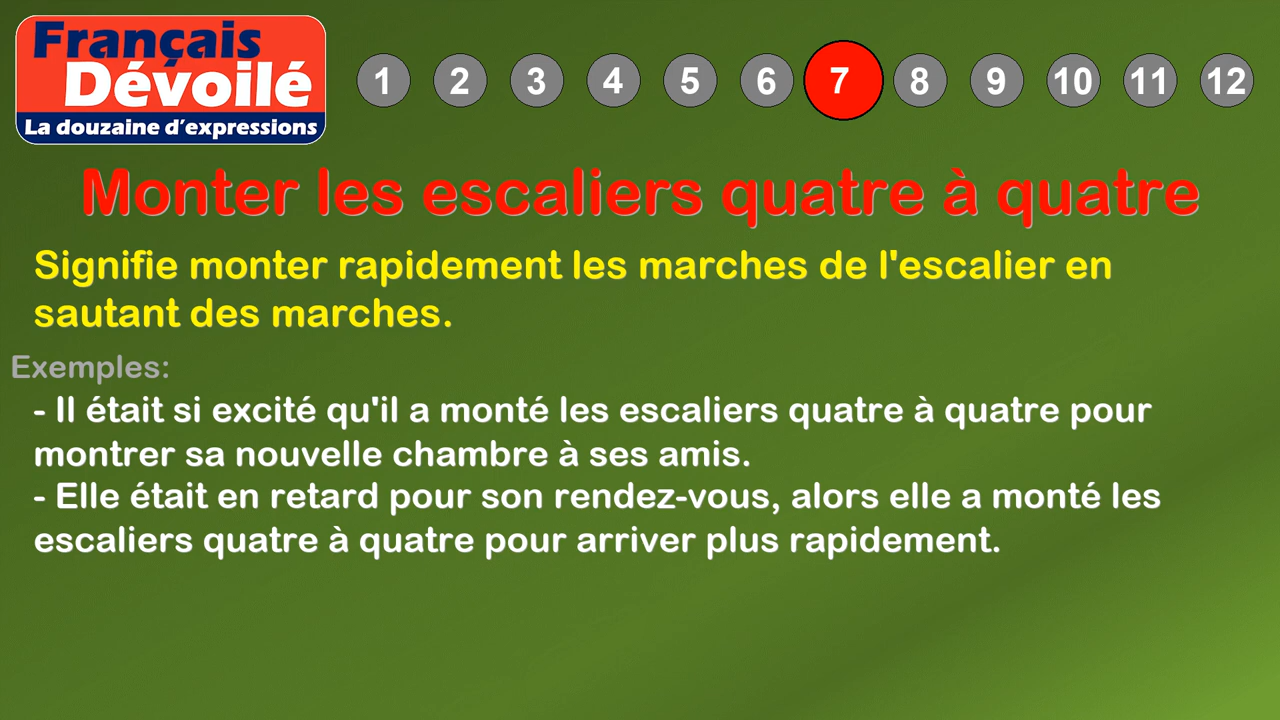 Français
Dévoilé
La douzaine d'expressions
1 2 3 4 5 6 7 8 9 10 11 12
Monter les escaliers quatre à quatre
Signifie monter rapidement les marches de l'escalier en
sautant des marches.
Exemples:
- Il était si excité qu'il a monté les escaliers quatre à quatre pour
montrer sa nouvelle chambre à ses amis.
- Elle était en retard pour son rendez-vous, alors elle a monté les
escaliers quatre à quatre pour arriver plus rapidement.